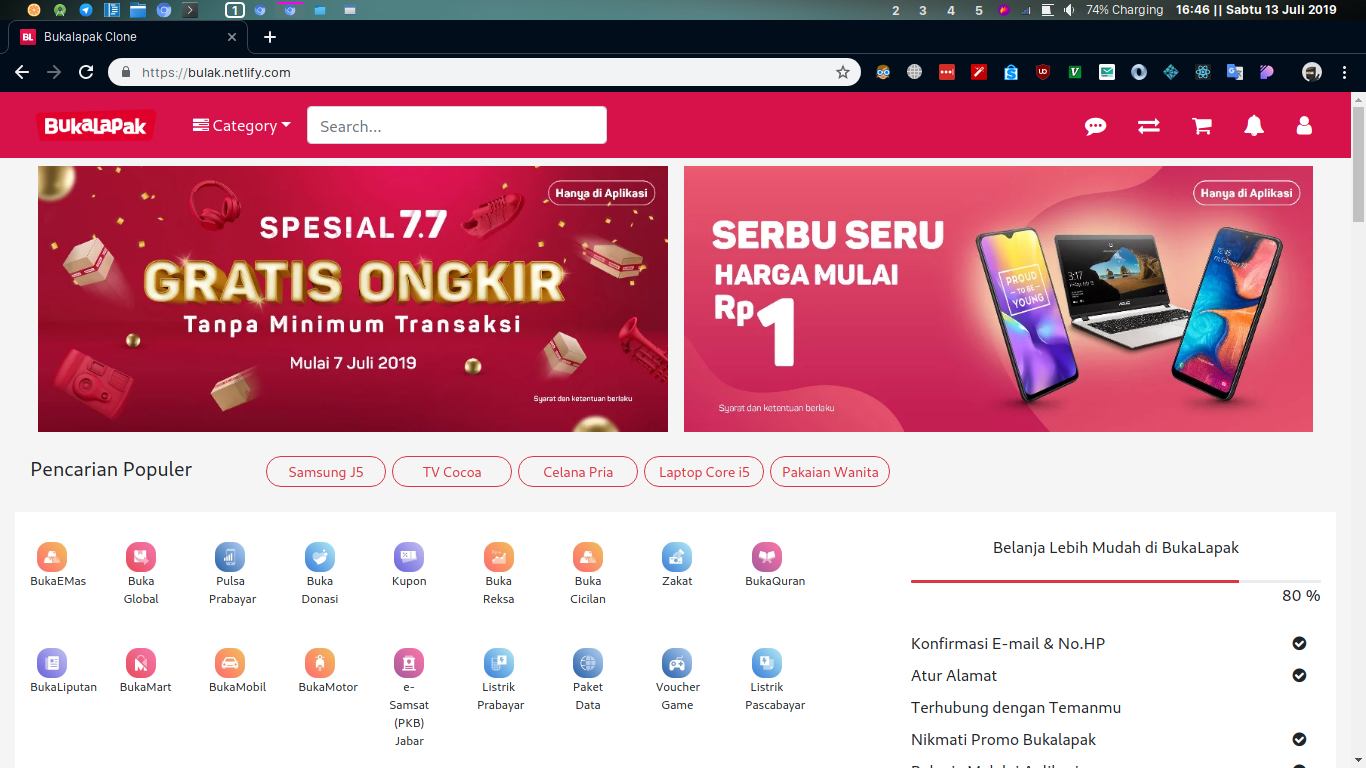 1
2 3 4 5
74% Charging
16:46 || Sabtu 13 Juli 2019
BL Bukalapak Clone
https://bulak.netlify.com
BukaLapak
Category
Search...
Hanya di Aplikasi
SPESIAL 7.7
GRATIS ONGKIR
Tanpa Minimum Transaksi
Mulai 7 Juli 2019
Syarat dan ketentuan berlaku
Hanya di Aplikasi
SERBU SERU
HARGA MULAI
Rp1
PROUD
TO BE
YOUNG
3:17
12:45
ASUS
Syarat dan ketentuan berlaku
Pencarian Populer
Samsung J5
TV Cocoa
Celana Pria
Laptop Core i5
Pakaian Wanita
BukaEMas
Buka
Global
Pulsa
Prabayar
Buka
Donasi
Kupon
Buka
Reksa
Buka
Cicilan
Zakat
BukaQuran
BukaLiputan
BukaMart
BukaMobil
BukaMotor
e-
Samsat
(PKB)
Jabar
Listrik
Prabayar
Paket
Data
Voucher
Game
Listrik
Pascabayar
Belanja Lebih Mudah di BukaLapak
80 %
Konfirmasi E-mail & No.HP
Atur Alamat
Terhubung dengan Temanmu
Nikmati Promo Bukalapak